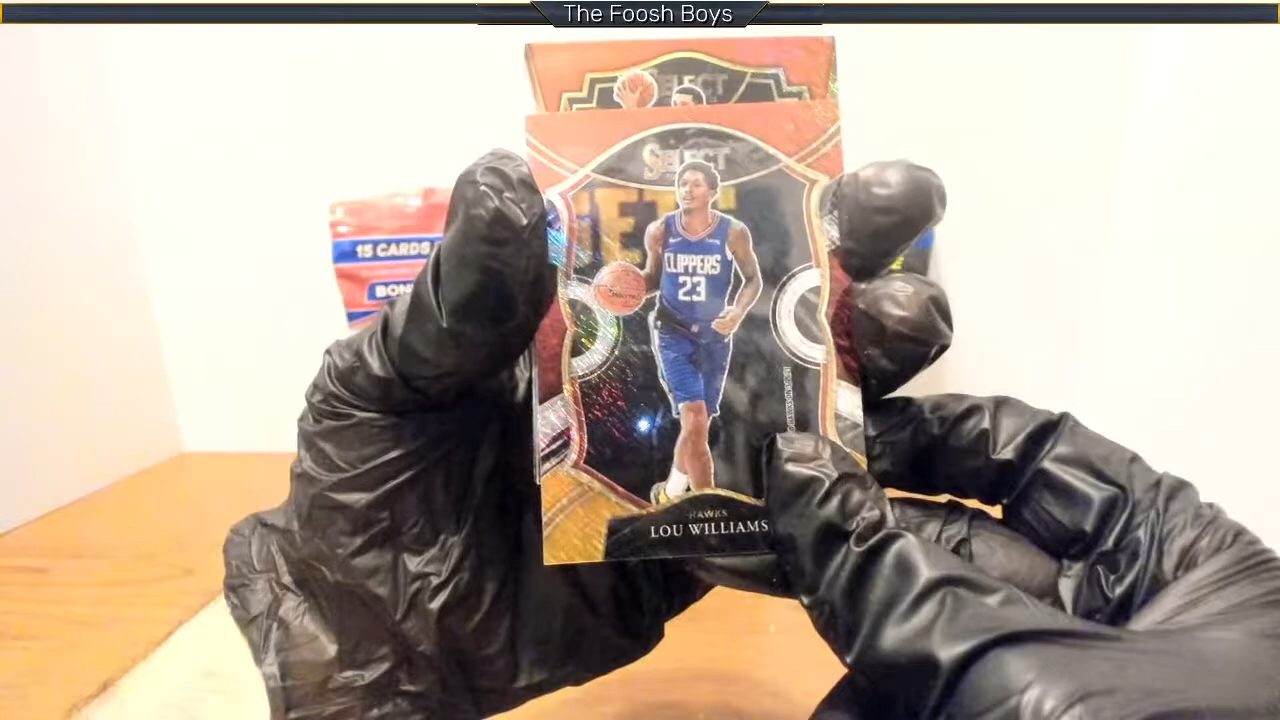 The Foosh Boys
SELECT
SELECT
15 CARDS
CLIPPERS
23
HAWKS
LOU WILLIAMS